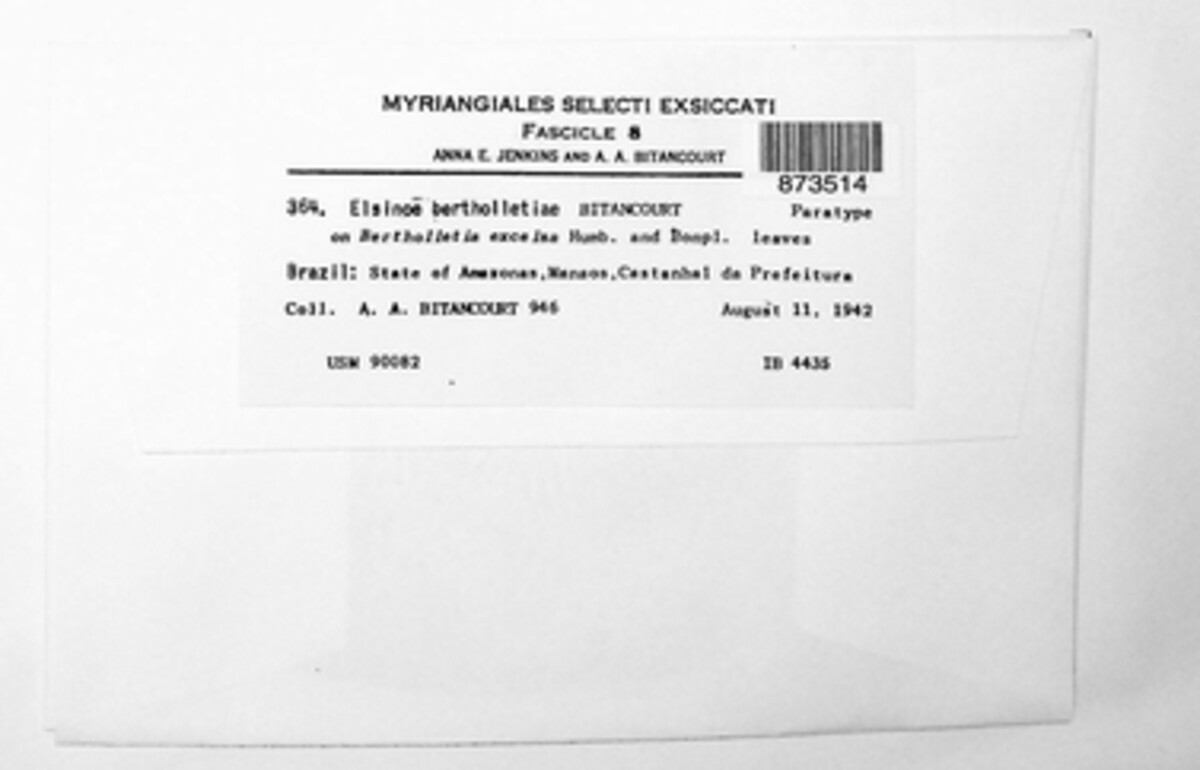 MYRIANGIALES SELECTI EXSICCATI
FASCICLE 8
ANNA E. JENKINS AND A. A. BITANCOURT
873514
364. Elsinoë bertholletiae BITANCOURT Paratype
on Bertholletia excelsa Humb. and Bonpl. leaves
Brazil: State of Amazonas, Manaos, Castanhal da Prefeitura
Coll. A. A. BITANCOURT 946 August 11, 1942
USM 90082 IB 4435